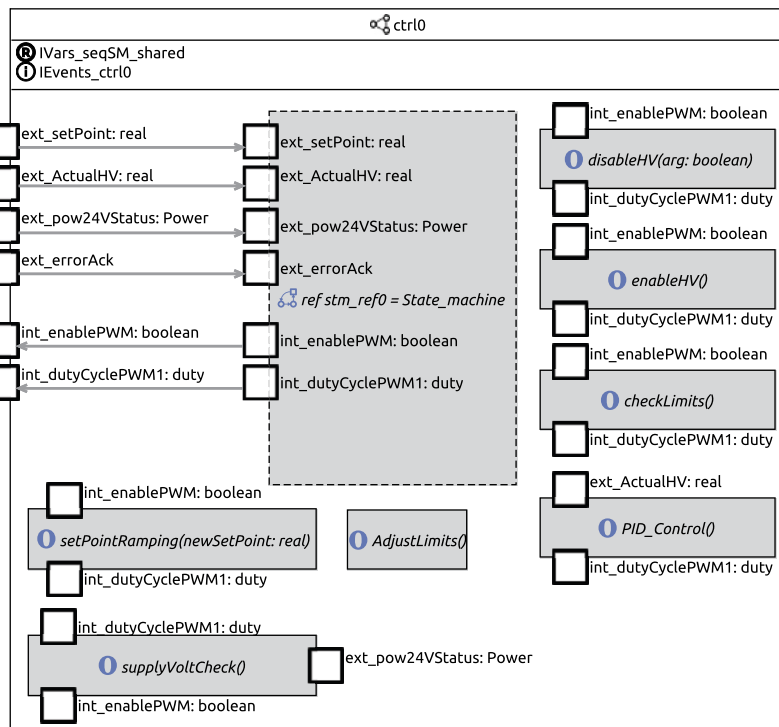 ctrl0
R IVars_seqSM_shared
i IEvents_ctrl0
ext_setPoint: real
ext_ActualHV: real
ext_pow24VStatus: Power
ext_errorAck
int_enablePWM: boolean
int_dutyCyclePWM1: duty
ext_setPoint: real
ext_ActualHV: real
ext_pow24VStatus: Power
ext_errorAck
ref stm_ref0 = State_machine
int_enablePWM: boolean
int_dutyCyclePWM1: duty
int_enablePWM: boolean
O disableHV(arg: boolean)
int_dutyCyclePWM1: duty
int_enablePWM: boolean
O enableHV()
int_dutyCyclePWM1: duty
int_enablePWM: boolean
O checkLimits()
int_dutyCyclePWM1: duty
ext_ActualHV: real
O PID_Control()
int_dutyCyclePWM1: duty
int_enablePWM: boolean
O setPointRamping(newSetPoint: real)
int_dutyCyclePWM1: duty
O AdjustLimits()
int_dutyCyclePWM1: duty
O supplyVoltCheck()
ext_pow24VStatus: Power
int_enablePWM: boolean